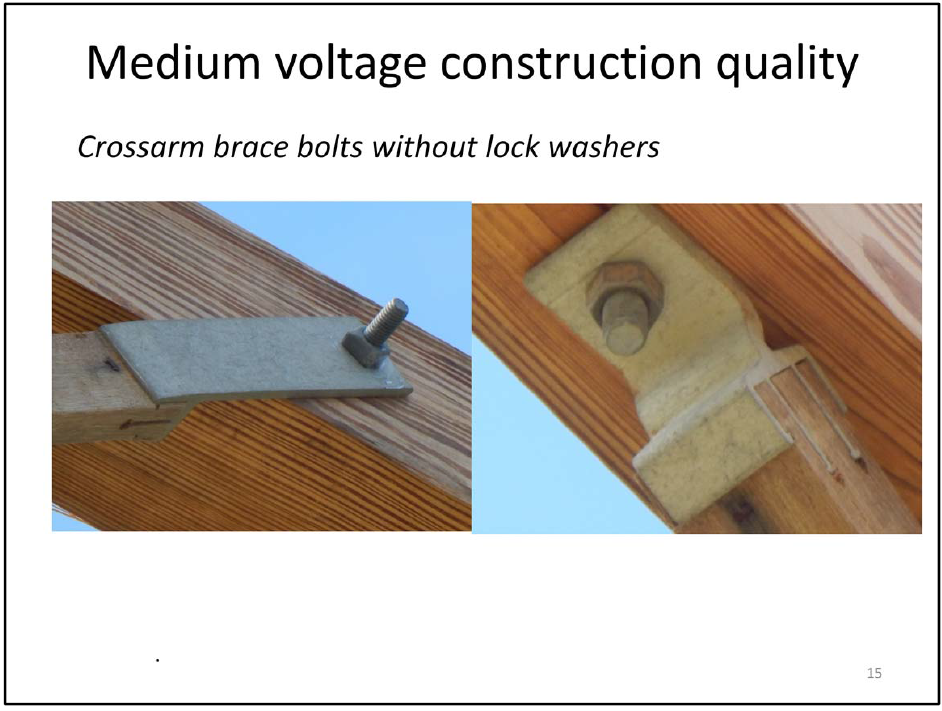 Medium voltage construction quality
Crossarm brace bolts without lock washers
.
15